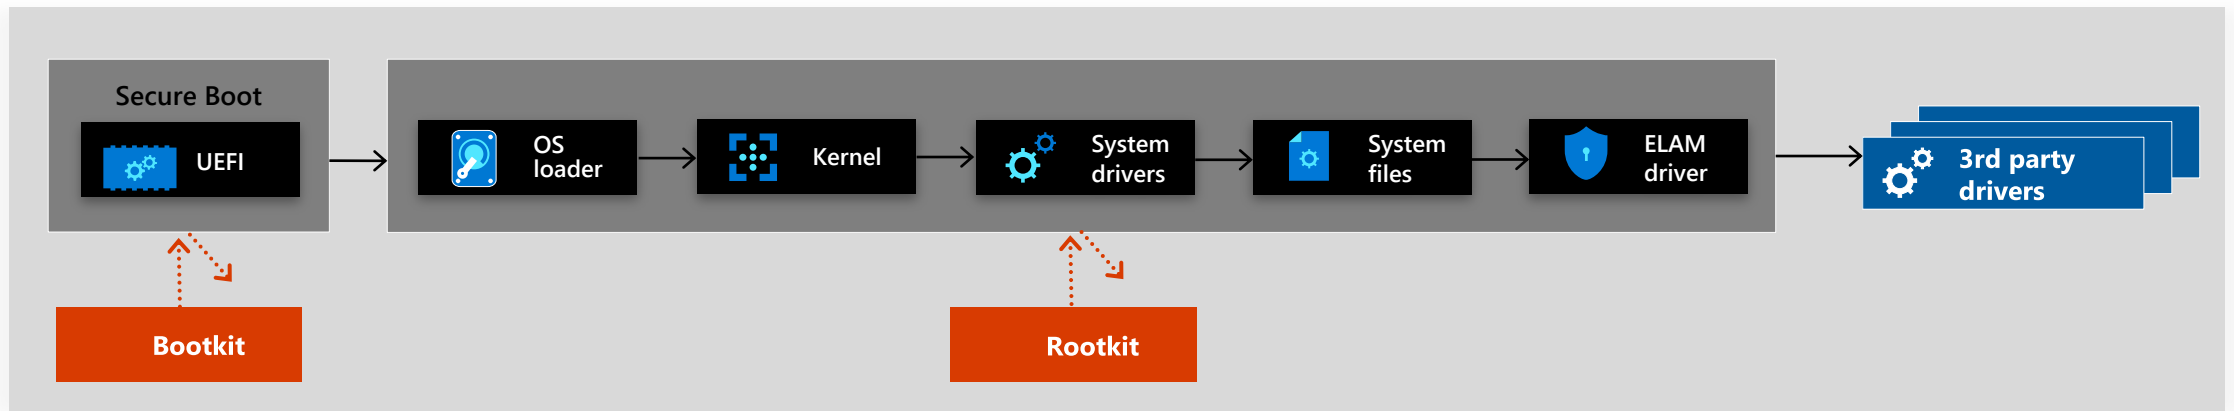 Secure Boot
UEFI
OS
loader
Kernel
System
drivers
System
files
ELAM
driver
3rd party
drivers
Bootkit
Rootkit